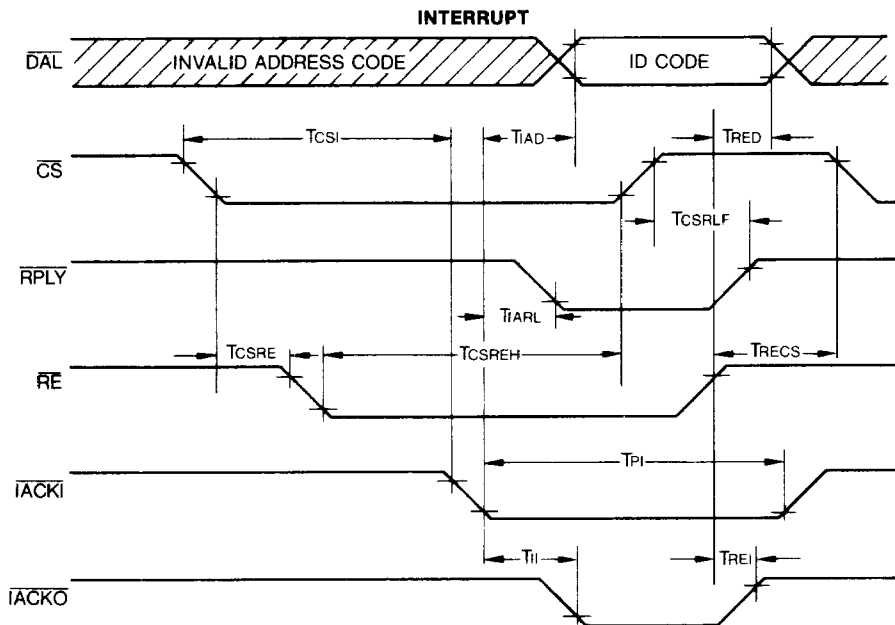 INTERRUPT
DAL
INVALID ADDRESS CODE
ID CODE
TCSI
TIAD
TRED
CS
TCSRLF
RPLY
TIARL
TCSRE
TCSREH
TRECS
RE
TPI
IACKI
TII
TREI
IACKO